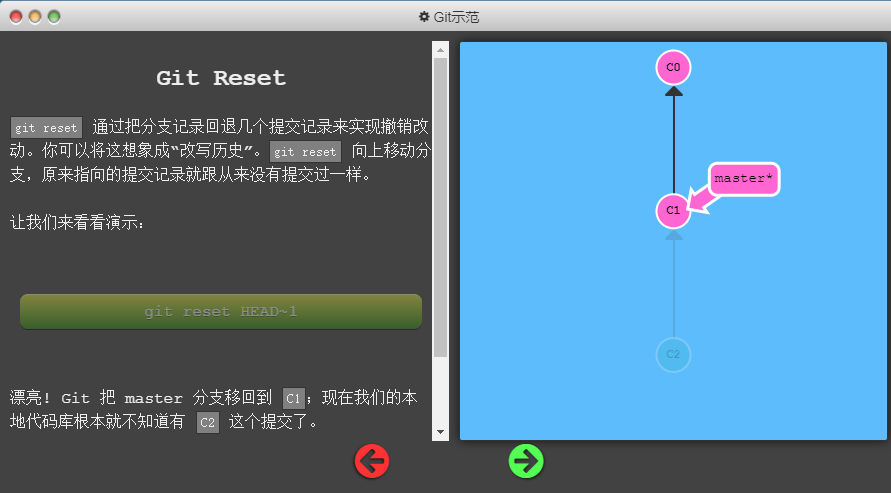 Git示范
Git Reset
git reset 通过把分支记录回退几个提交记录来实现撤销改
动。你可以将这想象成“改写历史”。git reset 向上移动分
支，原来指向的提交记录就跟从来没有提交过一样。
让我们来看看演示：
git reset HEAD~1
漂亮! Git 把 master 分支移回到 C1；现在我们的本
地代码库根本就不知道有 C2 这个提交了。
C0
master*
C1
C2